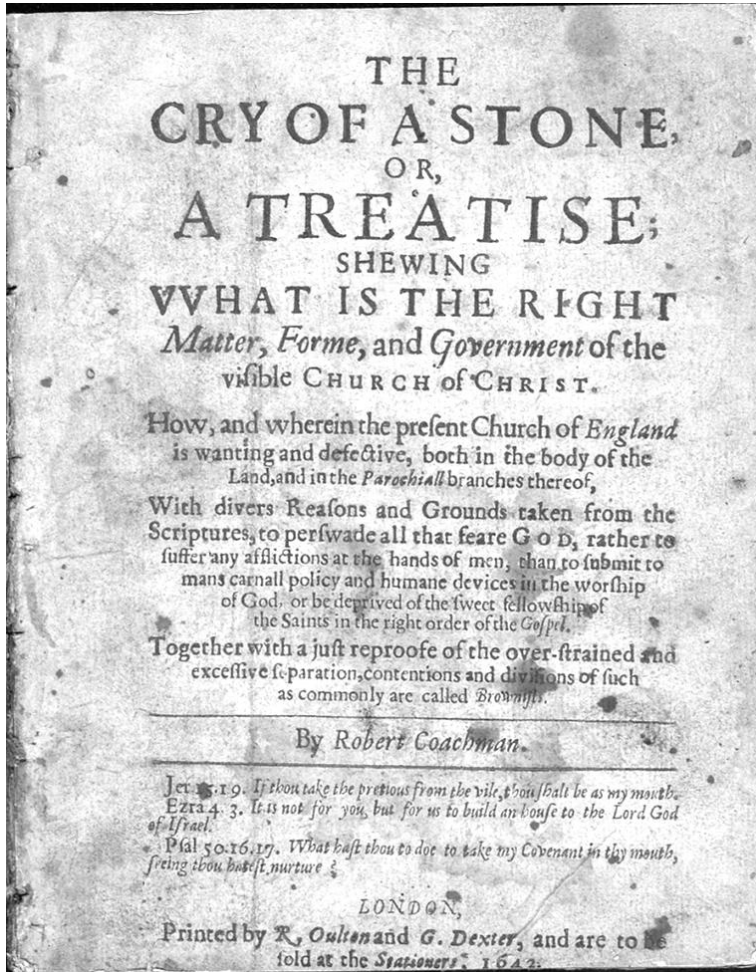 THE
CRY OF A STONE,
OR,
A TREATISE;
SHEWING
VVHAT IS THE RIGHT
Matter, Forme, and Government of the
viſible CHURCH of CHRIST.
How, and wherein the preſent Church of England
is wanting and defective, both in the body of the
Land, and in the Parochiall branches thereof,
With divers Reaſons and Grounds taken from the
Scriptures, to perſwade all that feare GOD, rather to
ſuffer any afflictions at the hands of men, than to ſubmit to
mans carnall policy and humane devices in the worſhip
of God, or be deprived of the ſweet fellowſhip of
the Saints in the right order of the Goſpel.
Together with a juſt reproofe of the over-ſtrained and
exceſſive ſeparation, contentions and diviſions of ſuch
as commonly are called Browniſts.
By Robert Coachman.
Jer 15.19. If thou take the pretious from the vile, thou ſhalt be as my mouth.
Ezra 4. 3. It is not for you, but for us to build an houſe to the Lord God
of Iſrael.
Pſal 50.16.17. What haſt thou to doe to take my Covenant in thy mouth,
ſeeing thou hateſt nurture?
LONDON,
Printed by R, Oulton and G. Dexter, and are to be
ſold at the Stationers. 1642.